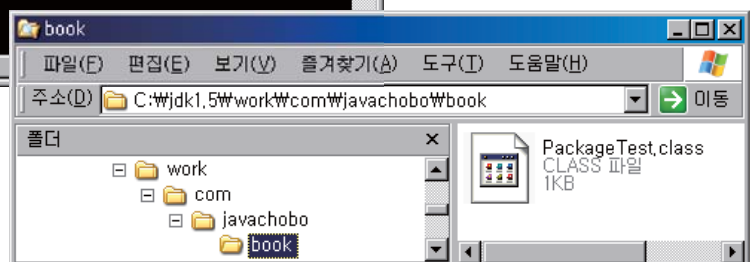 book
파일(F) 편집(E) 보기(V) 즐겨찾기(A) 도구(T) 도움말(H)
주소(D) C:₩jdk1.5₩work₩com₩javachobo₩book 이동
폴더
work
com
javachobo
book
PackageTest.class
CLASS 파일
1KB